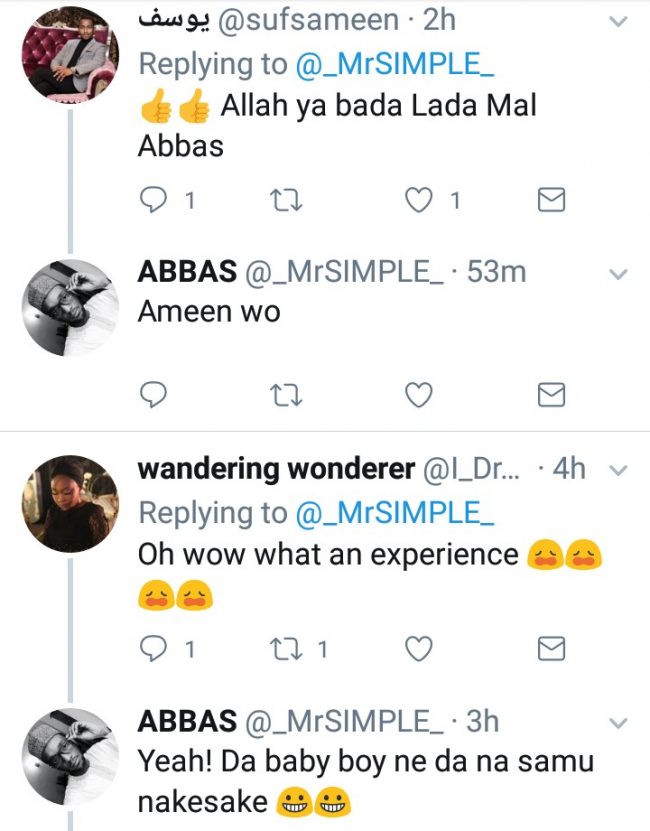 يوسف @sufsameen · 2h
Replying to @_MrSIMPLE_
👍👍 Allah ya bada Lada Mal
Abbas
1 1
ABBAS @_MrSIMPLE_ · 53m
Ameen wo
wandering wonderer @I_Dr... · 4h
Replying to @_MrSIMPLE_
Oh wow what an experience 😩😩
😩😩
1 1
ABBAS @_MrSIMPLE_ · 3h
Yeah! Da baby boy ne da na samu
nakesake 😀😀